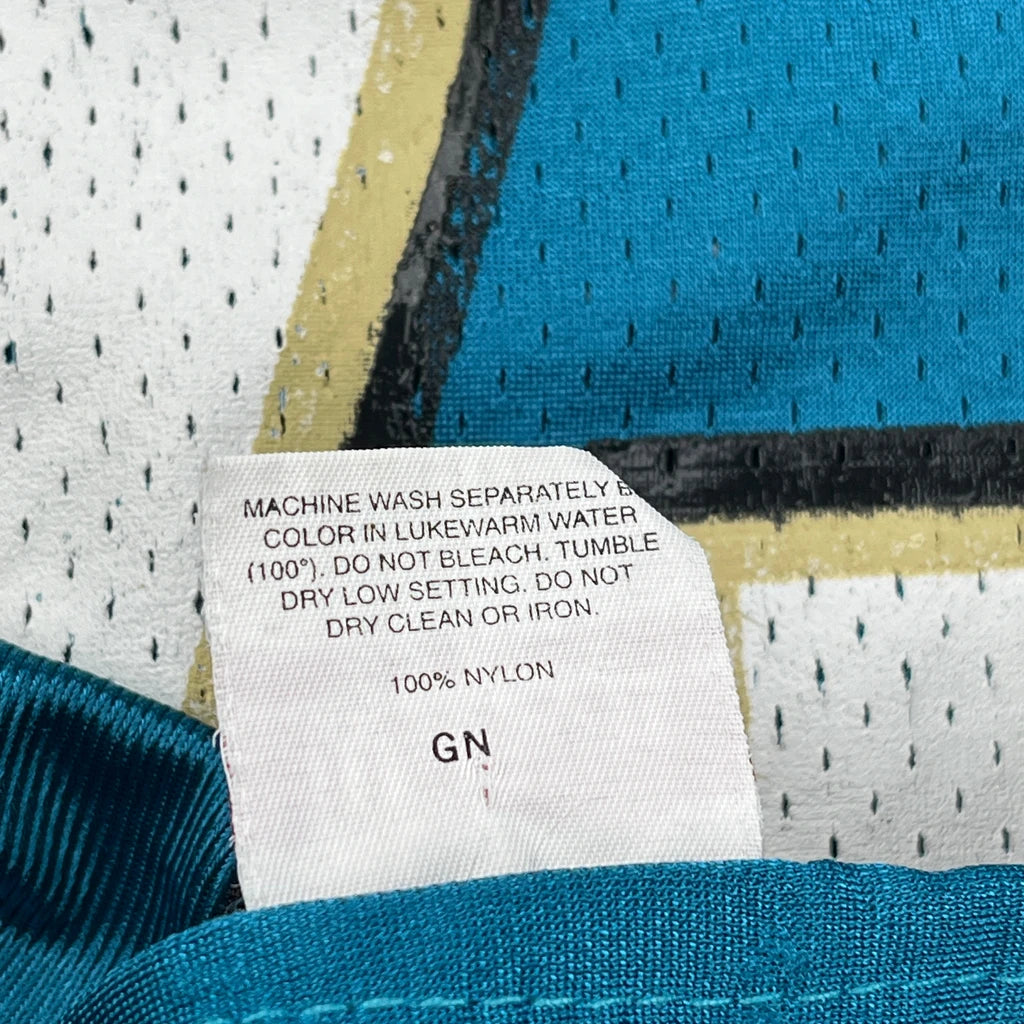 MACHINE WASH SEPARATELY
COLOR IN LUKEWARM WATER
(100°). DO NOT BLEACH. TUMBLE
DRY LOW SETTING. DO NOT
DRY CLEAN OR IRON.
100% NYLON
GN